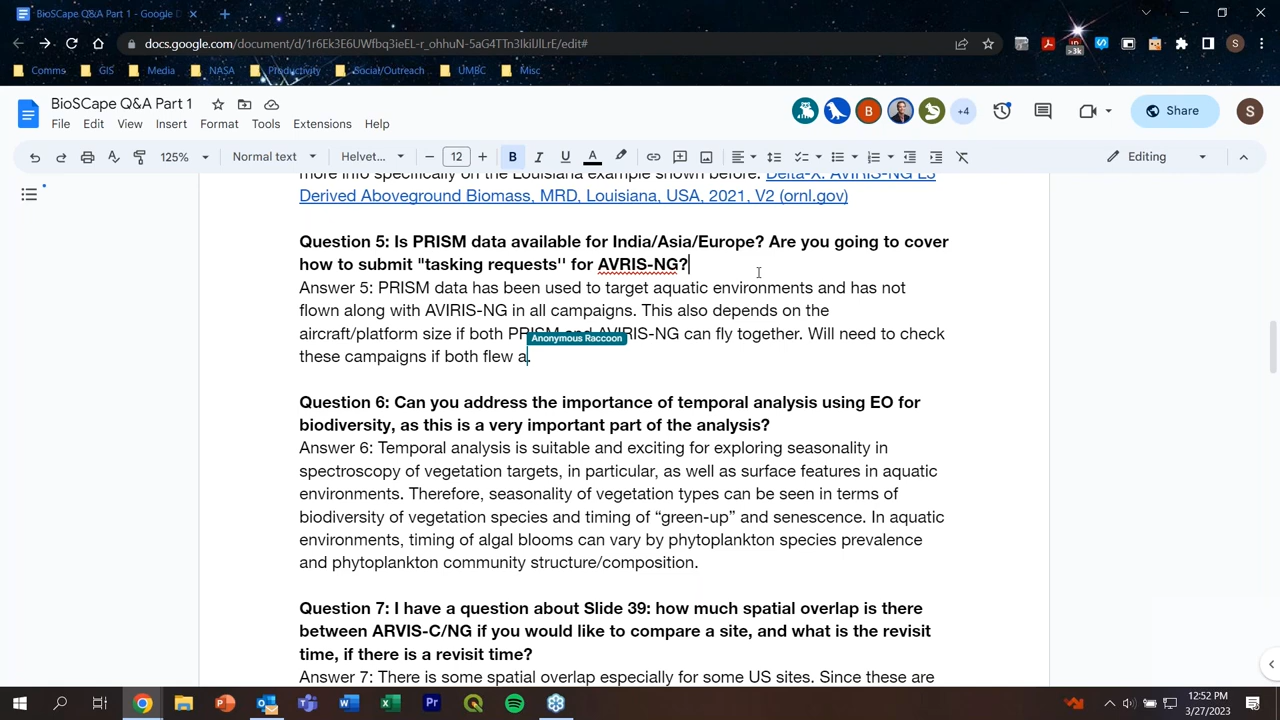 BioSCape Q&A Part 1 - Google D
docs.google.com/document/d/1r6Ek3E6UWfbq3ieEL-r_ohhuN-5aG4TTn3IkilJlLrE/edit#
S
>3k
Comms
GIS
Media
NASA
Productivity
Social/Outreach
UMBC
Misc
BioSCape Q&A Part 1
B
+4
Share
S
File
Edit
View
Insert
Format
Tools
Extensions
Help
125%
Normal text
Helvet...
12
B
I
U
A
Editing
more info specifically on the Louisiana example shown before. Delta-X: AVIRIS-NG L3
Derived Aboveground Biomass, MRD, Louisiana, USA, 2021, V2 (ornl.gov)
Question 5: Is PRISM data available for India/Asia/Europe? Are you going to cover
how to submit "tasking requests'' for AVRIS-NG?
Answer 5: PRISM data has been used to target aquatic environments and has not
flown along with AVIRIS-NG in all campaigns. This also depends on the
aircraft/platform size if both PRISM and AVIRIS-NG can fly together. Will need to check
Anonymous Raccoon
these campaigns if both flew a.
Question 6: Can you address the importance of temporal analysis using EO for
biodiversity, as this is a very important part of the analysis?
Answer 6: Temporal analysis is suitable and exciting for exploring seasonality in
spectroscopy of vegetation targets, in particular, as well as surface features in aquatic
environments. Therefore, seasonality of vegetation types can be seen in terms of
biodiversity of vegetation species and timing of “green-up” and senescence. In aquatic
environments, timing of algal blooms can vary by phytoplankton species prevalence
and phytoplankton community structure/composition.
Question 7: I have a question about Slide 39: how much spatial overlap is there
between ARVIS-C/NG if you would like to compare a site, and what is the revisit
time, if there is a revisit time?
Answer 7: There is some spatial overlap especially for some US sites. Since these are
12:52 PM
3/27/2023